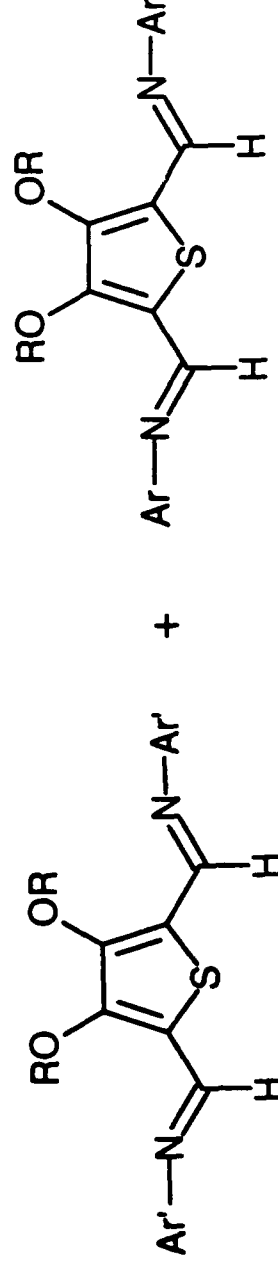 RO OR
Ar'—N N—Ar'
S
H H
+
RO OR
Ar—N N—Ar
S
H H